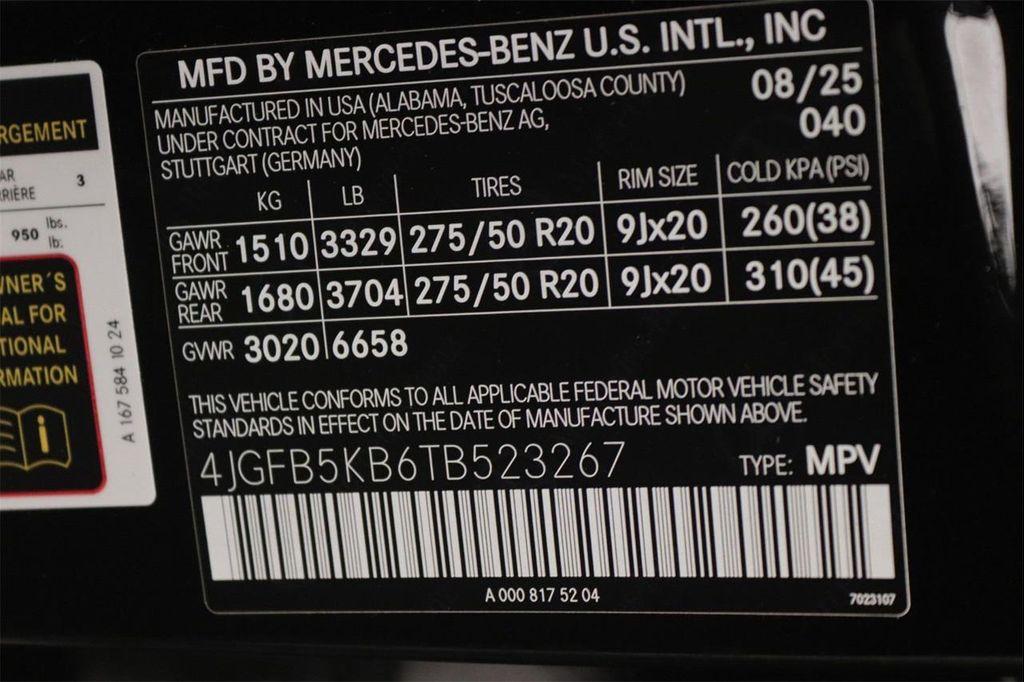 RGEMENT
AR
RIÈRE
3
950 lbs.
lb.
WNER´S
AL FOR
TIONAL
RMATION
A 167 584 10 24
MFD BY MERCEDES-BENZ U.S. INTL., INC
MANUFACTURED IN USA (ALABAMA, TUSCALOOSA COUNTY)
UNDER CONTRACT FOR MERCEDES-BENZ AG,
STUTTGART (GERMANY)
08/25
040
KG LB TIRES RIM SIZE COLD KPA(PSI)
GAWR FRONT 1510 3329 275/50 R20 9Jx20 260(38)
GAWR REAR 1680 3704 275/50 R20 9Jx20 310(45)
GVWR 3020 6658
THIS VEHICLE CONFORMS TO ALL APPLICABLE FEDERAL MOTOR VEHICLE SAFETY
STANDARDS IN EFFECT ON THE DATE OF MANUFACTURE SHOWN ABOVE.
4JGFB5KB6TB523267 TYPE: MPV
A 000 817 52 04
7023107